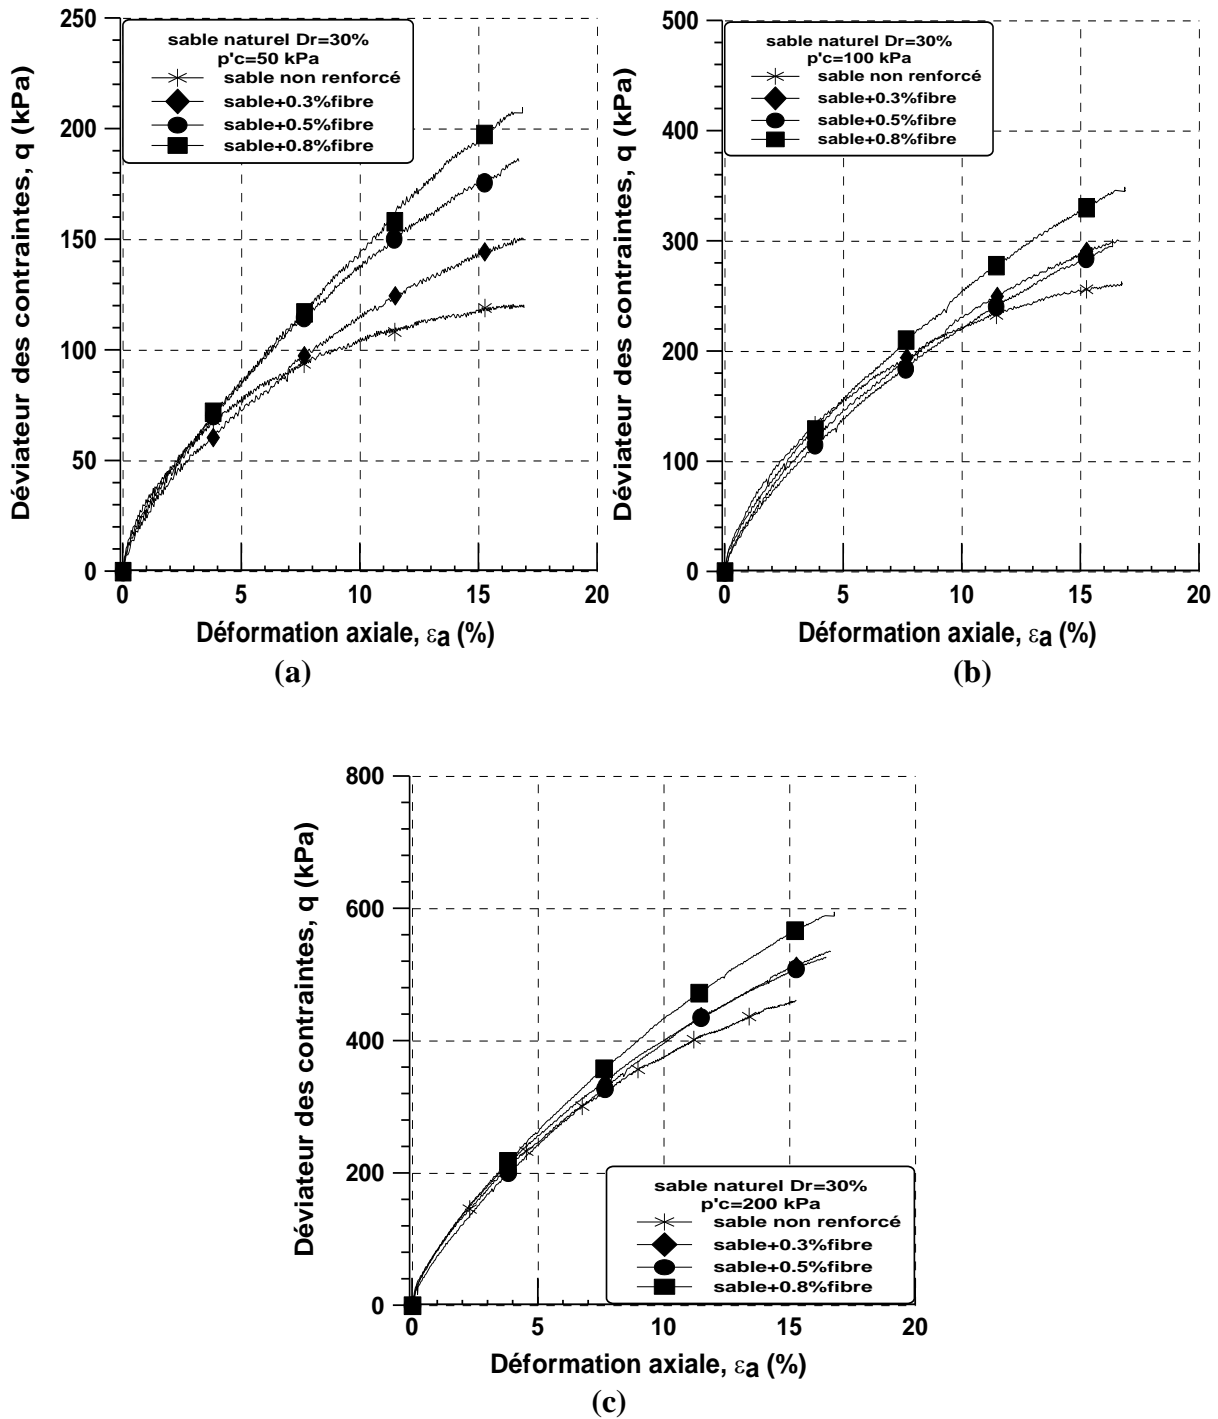 sable naturel Dr=30%
p'c=50 kPa
sable non renforcé
sable+0.3%fibre
sable+0.5%fibre
sable+0.8%fibre
250
200
150
100
50
0
0 5 10 15 20
Déviateur des contraintes, q (kPa)
Déformation axiale, εa (%)
(a)
sable naturel Dr=30%
p'c=100 kPa
sable non renforcé
sable+0.3%fibre
sable+0.5%fibre
sable+0.8%fibre
500
400
300
200
100
0
0 5 10 15 20
Déviateur des contraintes, q (kPa)
Déformation axiale, εa (%)
(b)
800
600
400
200
0
0 5 10 15 20
Déviateur des contraintes, q (kPa)
sable naturel Dr=30%
p'c=200 kPa
sable non renforcé
sable+0.3%fibre
sable+0.5%fibre
sable+0.8%fibre
Déformation axiale, εa (%)
(c)